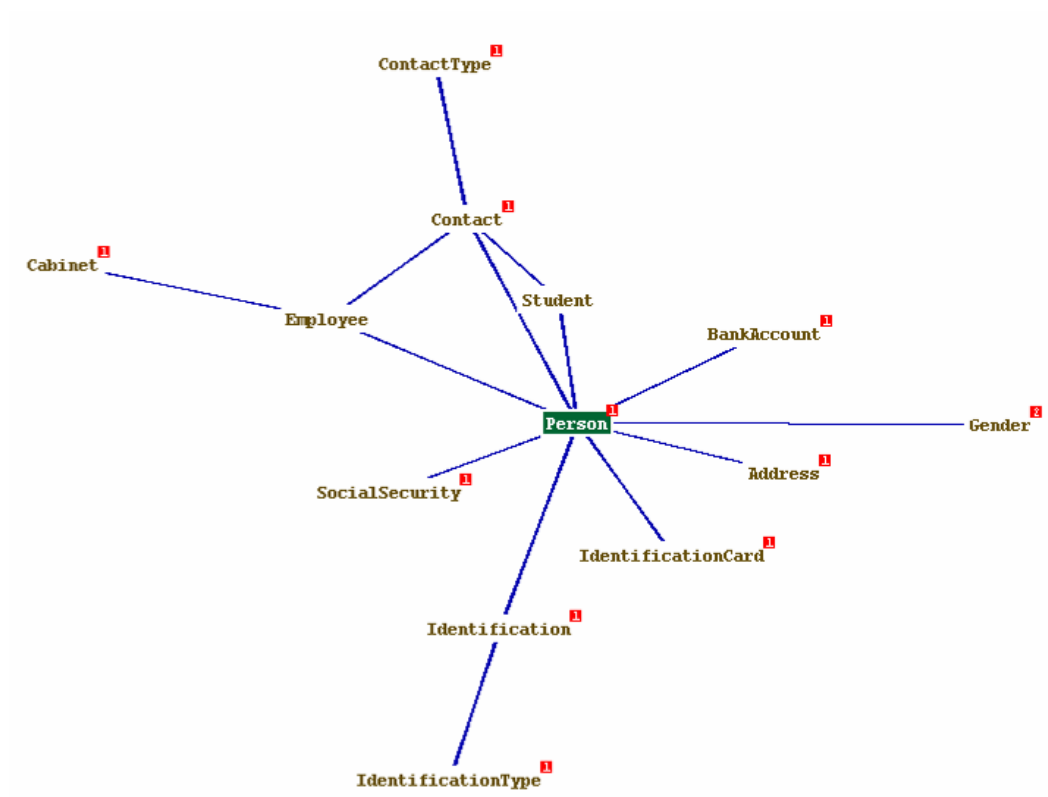 ContactType 1
Contact 1
Cabinet 1
Student
Employee
BankAccount 1
Person 1
Gender 2
Address 1
SocialSecurity 1
IdentificationCard 1
Identification 1
IdentificationType 1